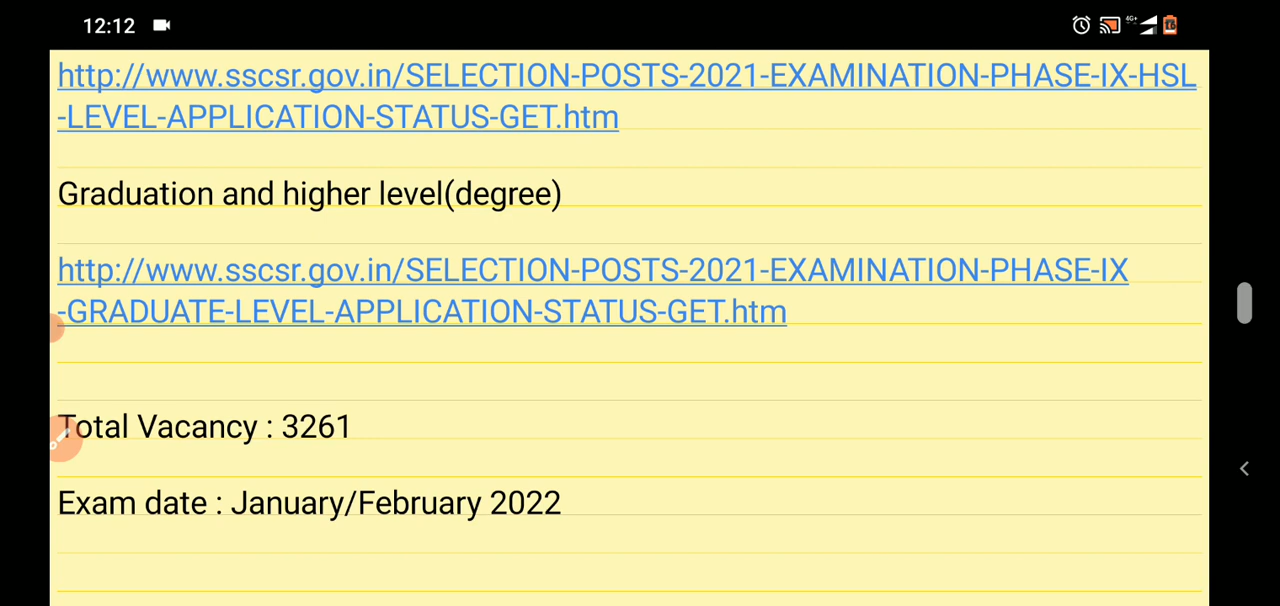 12:12
4G+
16
http://www.sscsr.gov.in/SELECTION-POSTS-2021-EXAMINATION-PHASE-IX-HSL
-LEVEL-APPLICATION-STATUS-GET.htm
Graduation and higher level(degree)
http://www.sscsr.gov.in/SELECTION-POSTS-2021-EXAMINATION-PHASE-IX
-GRADUATE-LEVEL-APPLICATION-STATUS-GET.htm
Total Vacancy : 3261
Exam date : January/February 2022